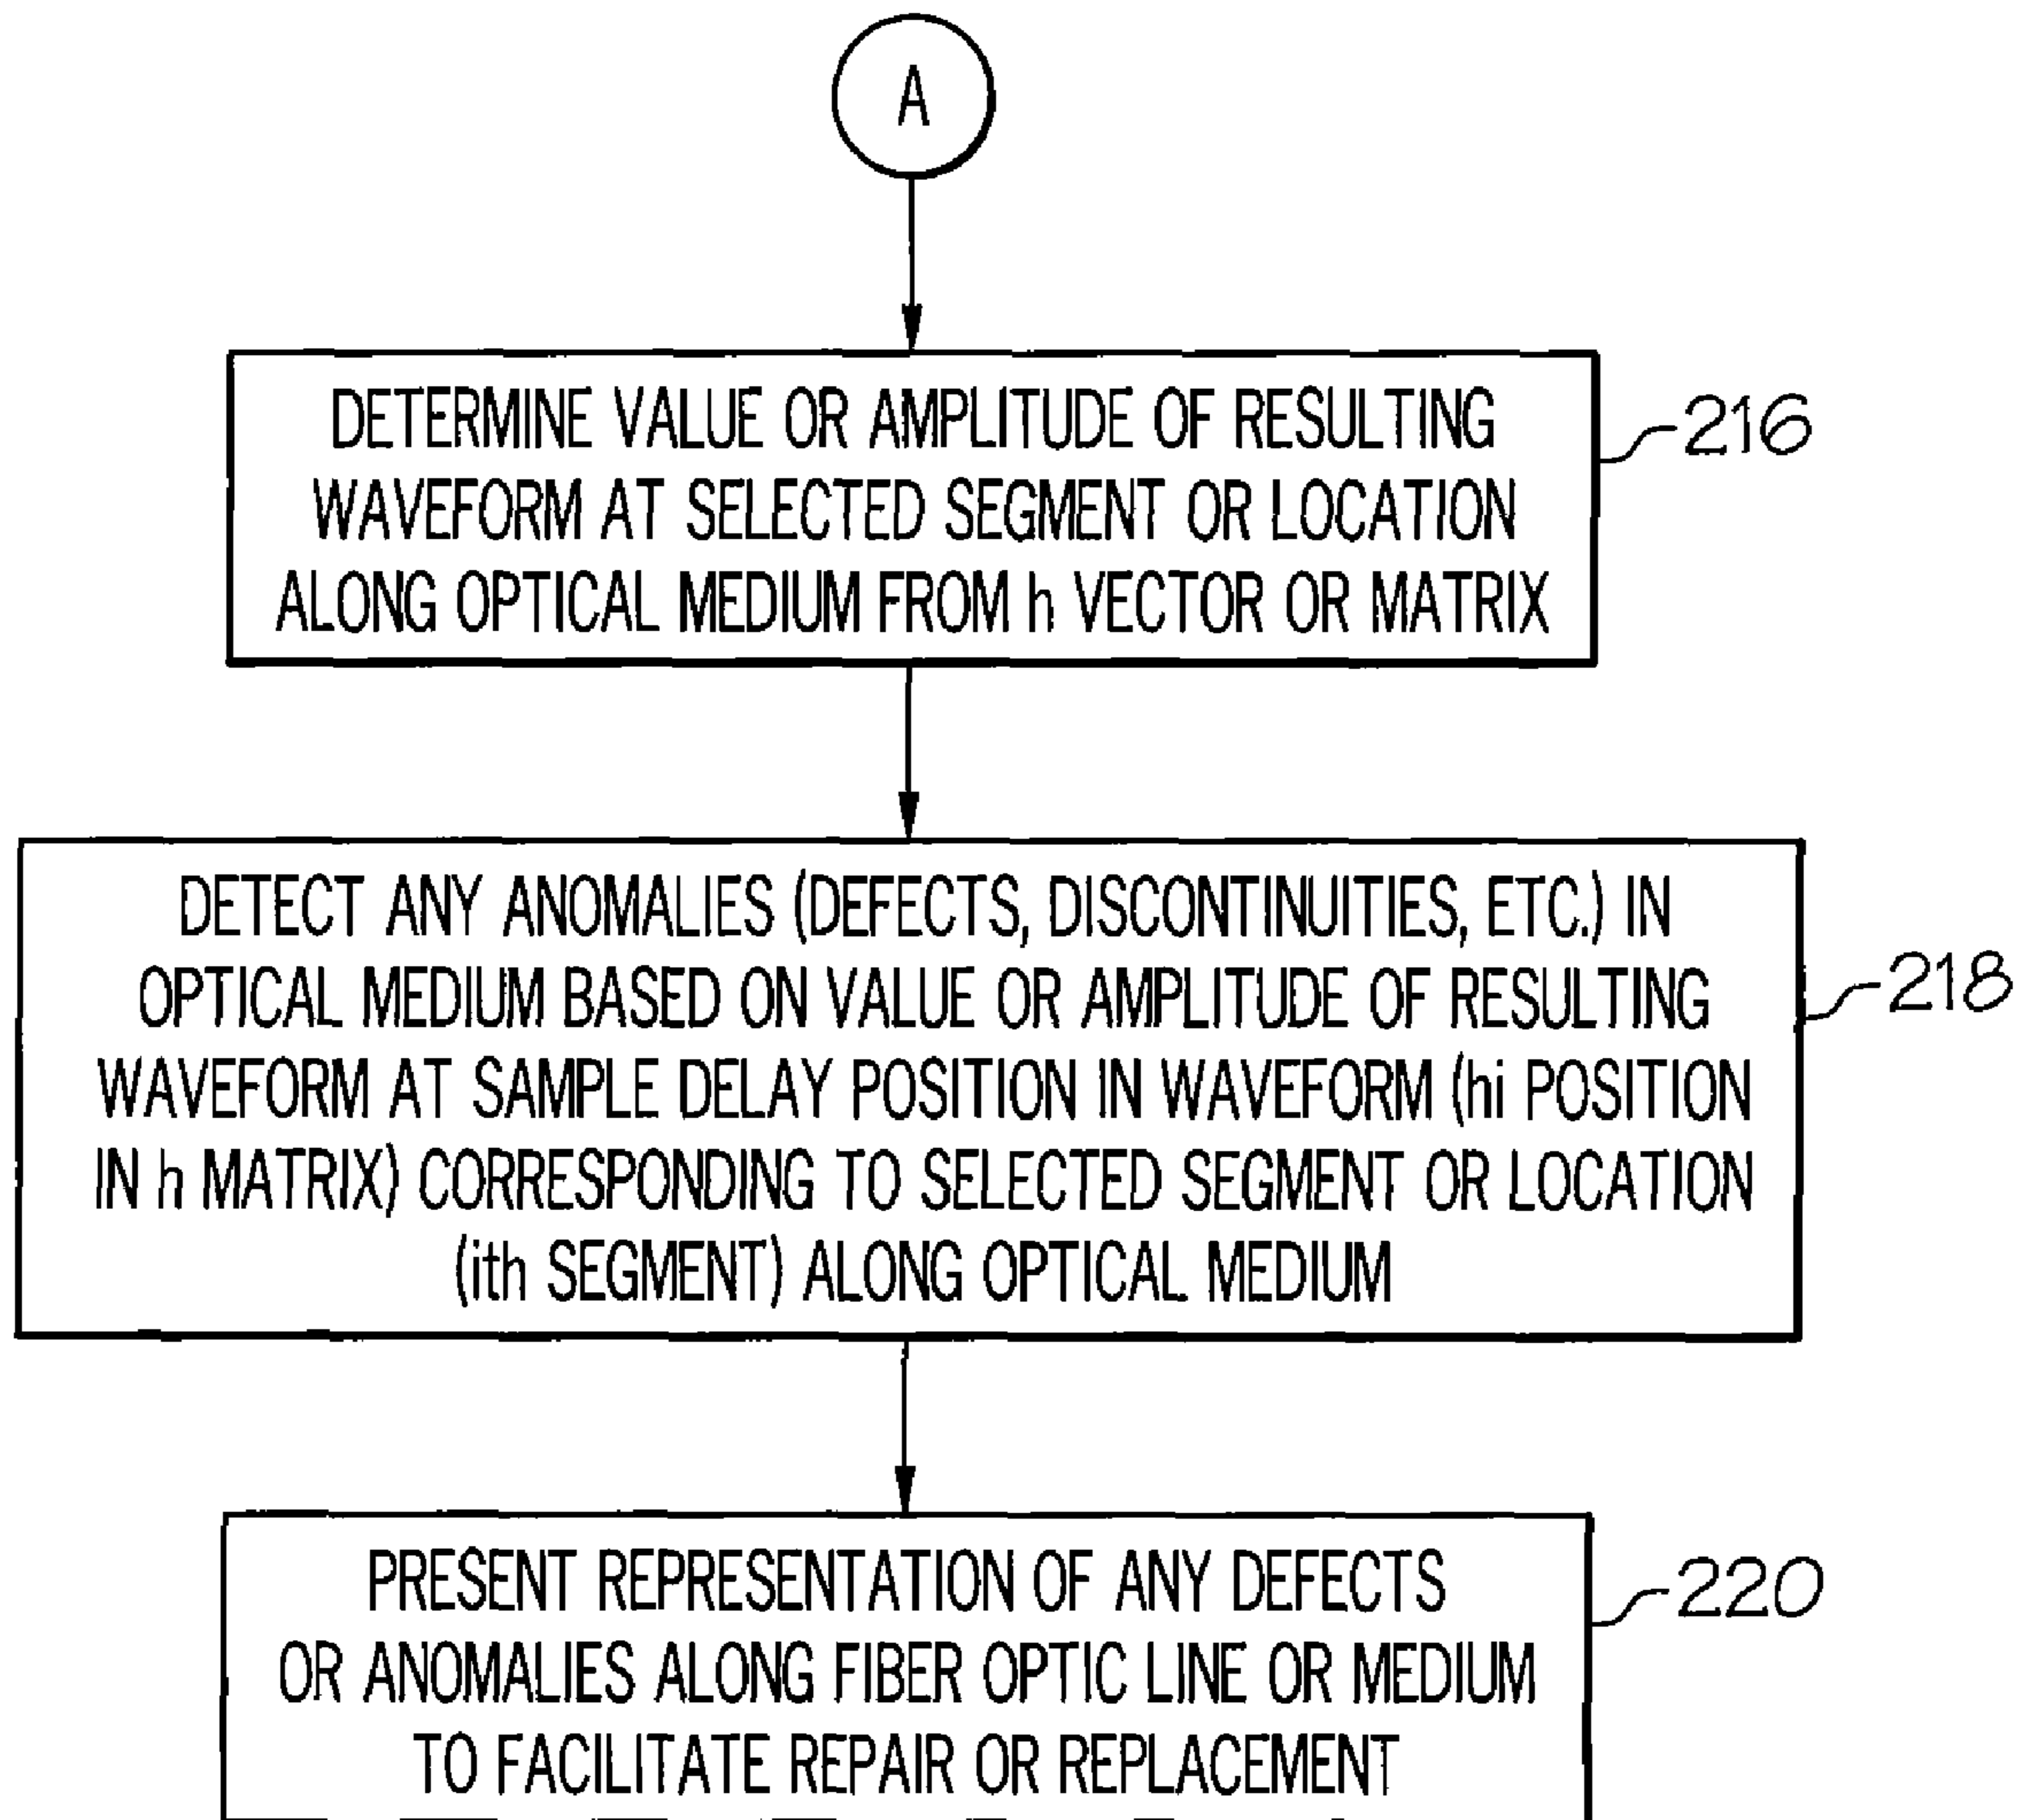 A
DETERMINE VALUE OR AMPLITUDE OF RESULTING
WAVEFORM AT SELECTED SEGMENT OR LOCATION
ALONG OPTICAL MEDIUM FROM h VECTOR OR MATRIX
216
DETECT ANY ANOMALIES (DEFECTS, DISCONTINUITIES, ETC.) IN
OPTICAL MEDIUM BASED ON VALUE OR AMPLITUDE OF RESULTING
WAVEFORM AT SAMPLE DELAY POSITION IN WAVEFORM (hi POSITION
IN h MATRIX) CORRESPONDING TO SELECTED SEGMENT OR LOCATION
(ith SEGMENT) ALONG OPTICAL MEDIUM
218
PRESENT REPRESENTATION OF ANY DEFECTS
OR ANOMALIES ALONG FIBER OPTIC LINE OR MEDIUM
TO FACILITATE REPAIR OR REPLACEMENT
220